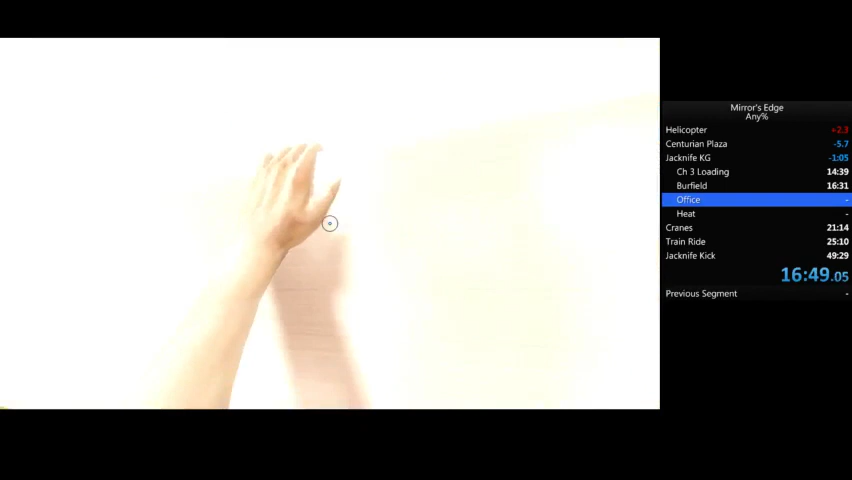 Mirror's Edge
Any%
Helicopter +2.3
Centurian Plaza -5.7
Jacknife KG -1:05
Ch 3 Loading 14:39
Burfield 16:31
Office -
Heat -
Cranes 21:14
Train Ride 25:10
Jacknife Kick 49:29
16:49.05
Previous Segment -